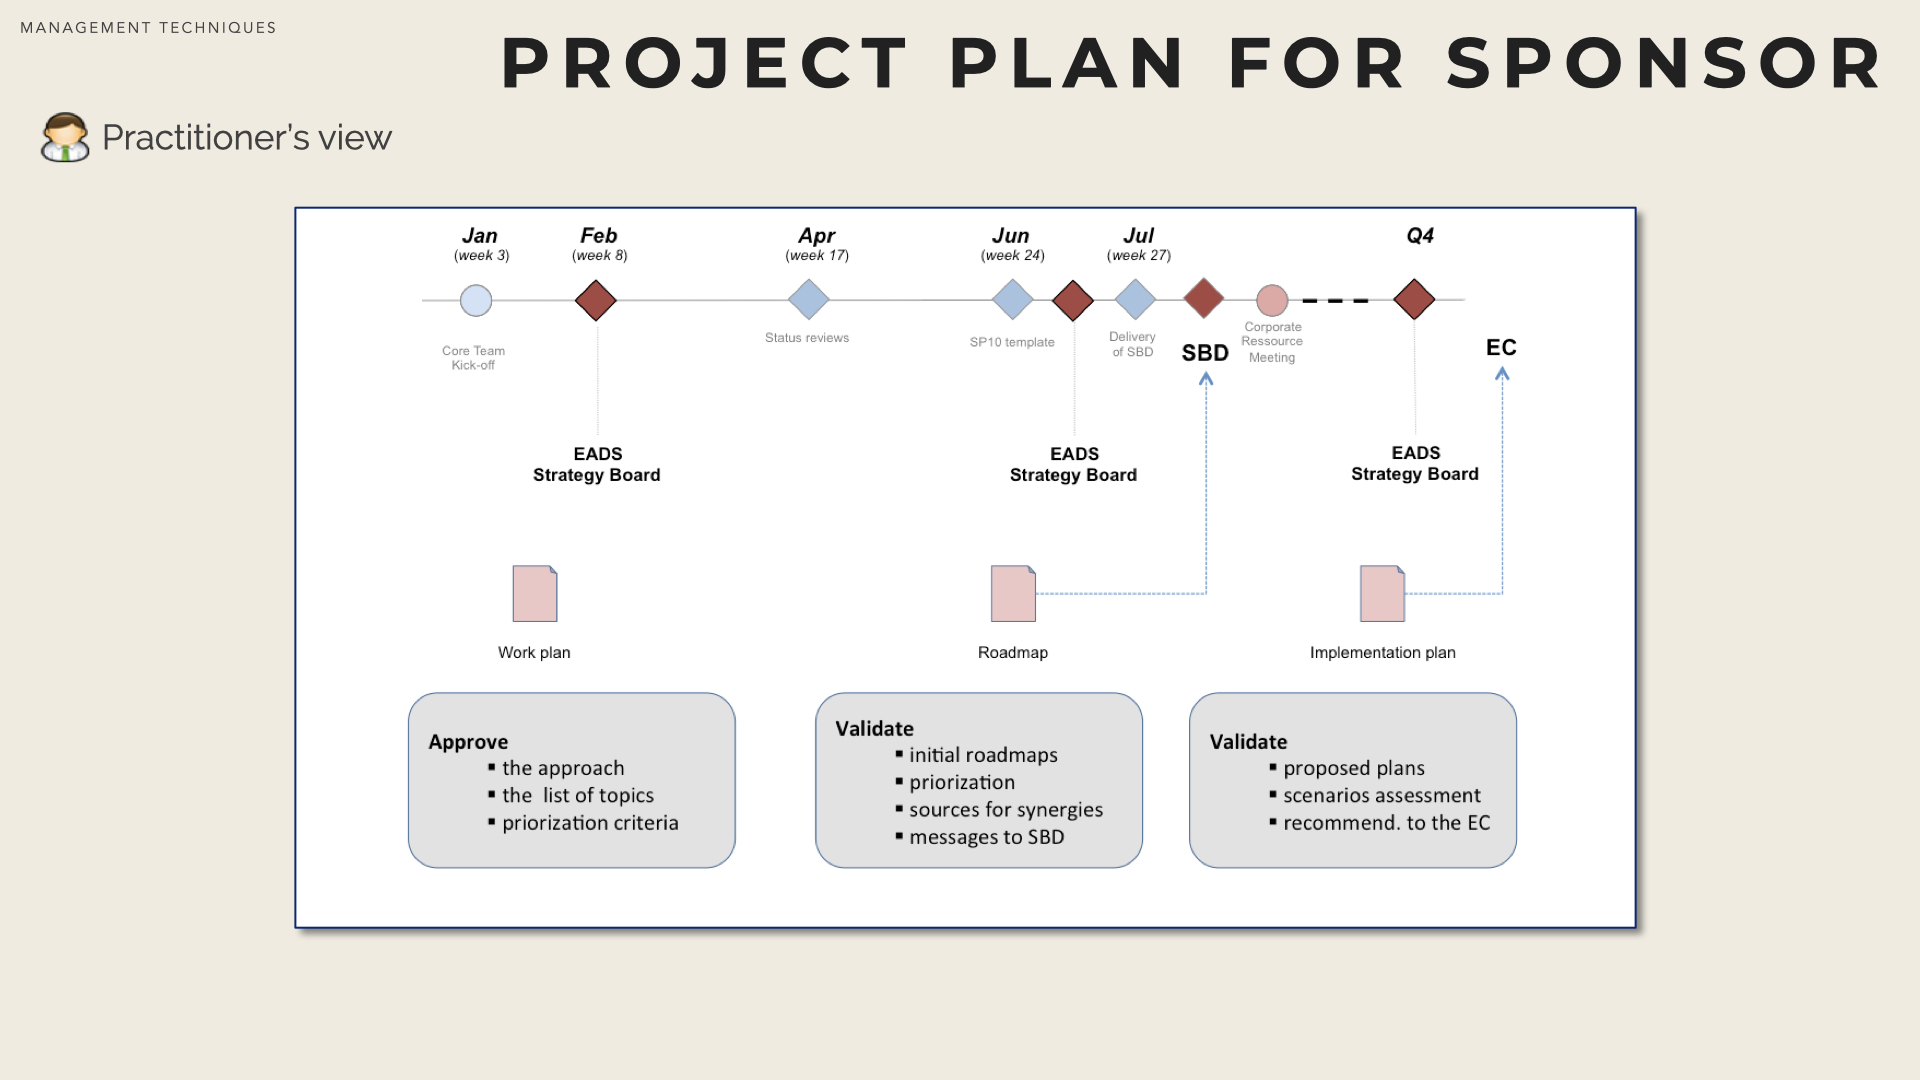 MANAGEMENT TECHNIQUES
PROJECT PLAN FOR SPONSOR
Practitioner’s view
Jan
(week 3)
Feb
(week 8)
Apr
(week 17)
Jun
(week 24)
Jul
(week 27)
Q4
Core Team
Kick-off
Status reviews
SP10 template
Delivery
of SBD
SBD
Corporate
Ressource
Meeting
EC
EADS
Strategy Board
EADS
Strategy Board
EADS
Strategy Board
Work plan
Roadmap
Implementation plan
Approve
▪ the approach
▪ the  list of topics
▪ priorization criteria
Validate
▪ initial roadmaps
▪ priorization
▪ sources for synergies
▪ messages to SBD
Validate
▪ proposed plans
▪ scenarios assessment
▪ recommend. to the EC